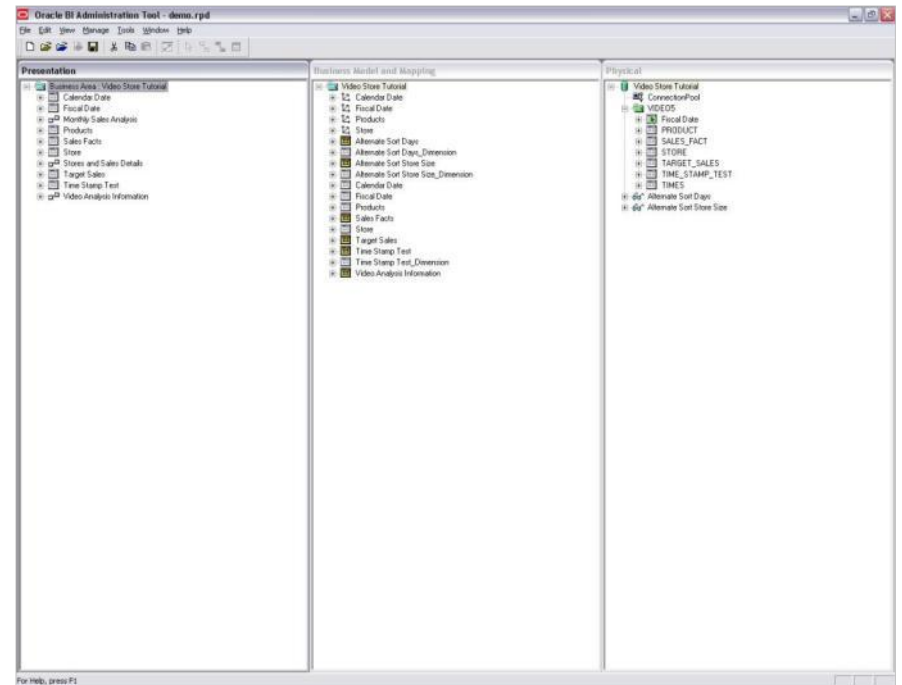 Oracle BI Administration Tool - demo.rpd
File Edit View Manage Tools Window Help
Presentation
Business Area : Video Store Tutorial
Calendar Date
Fiscal Date
Monthly Sales Analysis
Products
Sales Facts
Store
Stores and Sales Details
Target Sales
Time Stamp Test
Video Analysis Information
Business Model and Mapping
Video Store Tutorial
Calendar Date
Fiscal Date
Products
Store
Alternate Sort Days
Alternate Sort Days_Dimension
Alternate Sort Store Size
Alternate Sort Store Size_Dimension
Calendar Date
Fiscal Date
Products
Sales Facts
Store
Target Sales
Time Stamp Test
Time Stamp Test_Dimension
Video Analysis Information
Physical
Video Store Tutorial
ConnectionPool
VIDEO5
Fiscal Date
PRODUCT
SALES_FACT
STORE
TARGET_SALES
TIME_STAMP_TEST
TIMES
Alternate Sort Days
Alternate Sort Store Size
For Help, press F1